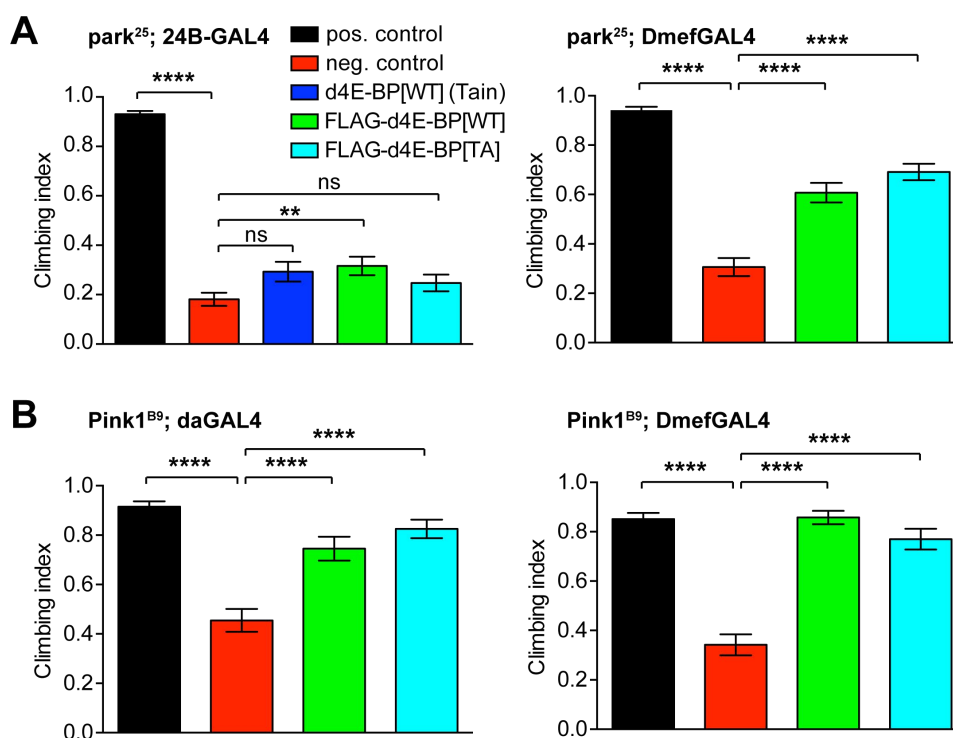 A
park²⁵; 24B-GAL4
pos. control
neg. control
d4E-BP[WT] (Tain)
FLAG-d4E-BP[WT]
FLAG-d4E-BP[TA]
****
ns
**
ns
1.0
0.8
0.6
0.4
0.2
0.0
Climbing index
park²⁵; DmefGAL4
****
**** ****
1.0
0.8
0.6
0.4
0.2
0.0
Climbing index
B
Pink1ᴮ⁹; daGAL4
****
**** ****
1.0
0.8
0.6
0.4
0.2
0.0
Climbing index
Pink1ᴮ⁹; DmefGAL4
****
**** ****
1.0
0.8
0.6
0.4
0.2
0.0
Climbing index